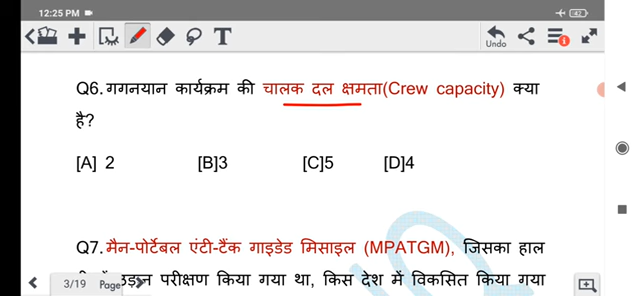 12:25 PM
42
Undo
Q6.गगनयान कार्यक्रम की चालक दल क्षमता(Crew capacity) क्या
है?
[A] 2 [B]3 [C]5 [D]4
Q7.मैन-पोर्टेबल एंटी-टैंक गाइडेड मिसाइल (MPATGM), जिसका हाल
परीक्षण किया गया था, किस देश में विकसित किया गया
3/19 Page